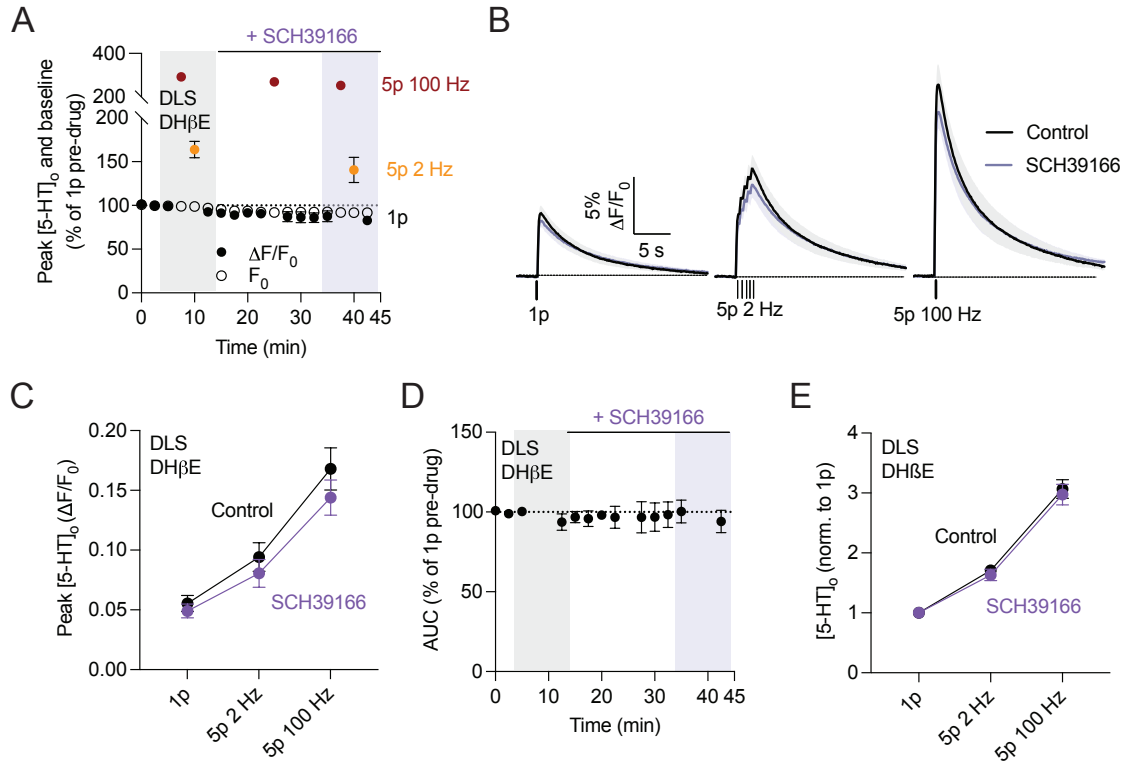 A
+ SCH39166
Peak [5-HT]o and baseline
(% of 1p pre-drug)
400
200
200
150
100
50
0
DLS
DHβE
5p 100 Hz
5p 2 Hz
1p
ΔF/F0
F0
0
10
20
30
40
45
Time (min)
B
Control
SCH39166
5%
ΔF/F0
5 s
1p
5p 2 Hz
5p 100 Hz
C
Peak [5-HT]o (ΔF/F0)
0.20
0.15
0.10
0.05
0.00
DLS
DHβE
Control
SCH39166
1p
5p 2 Hz
5p 100 Hz
D
+ SCH39166
AUC (% of 1p pre-drug)
150
100
50
0
DLS
DHβE
0
10
20
30
40
45
Time (min)
E
[5-HT]o (norm. to 1p)
4
3
2
1
0
DLS
DHßE
Control
SCH39166
1p
5p 2 Hz
5p 100 Hz